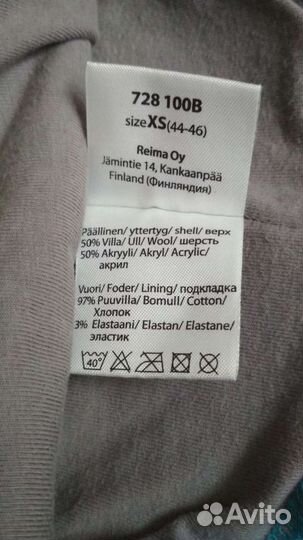 728 100B
sizeXS(44-46)
Reima Oy
Jämintie 14, Kankaanpää
Finland (Финляндия)
Päällinen/ yttertyg/ shell/ верх
50% Villa/ Ull/ Wool/ шерсть
50% Akryyli/ Akryl/ Acrylic/
акрил
Vuori/ Foder/ Lining/ подкладка
97% Puuvilla/ Bomull/ Cotton/
Хлопок
3% Elastaani/ Elastan/ Elastane/
эластик
40°
Avito